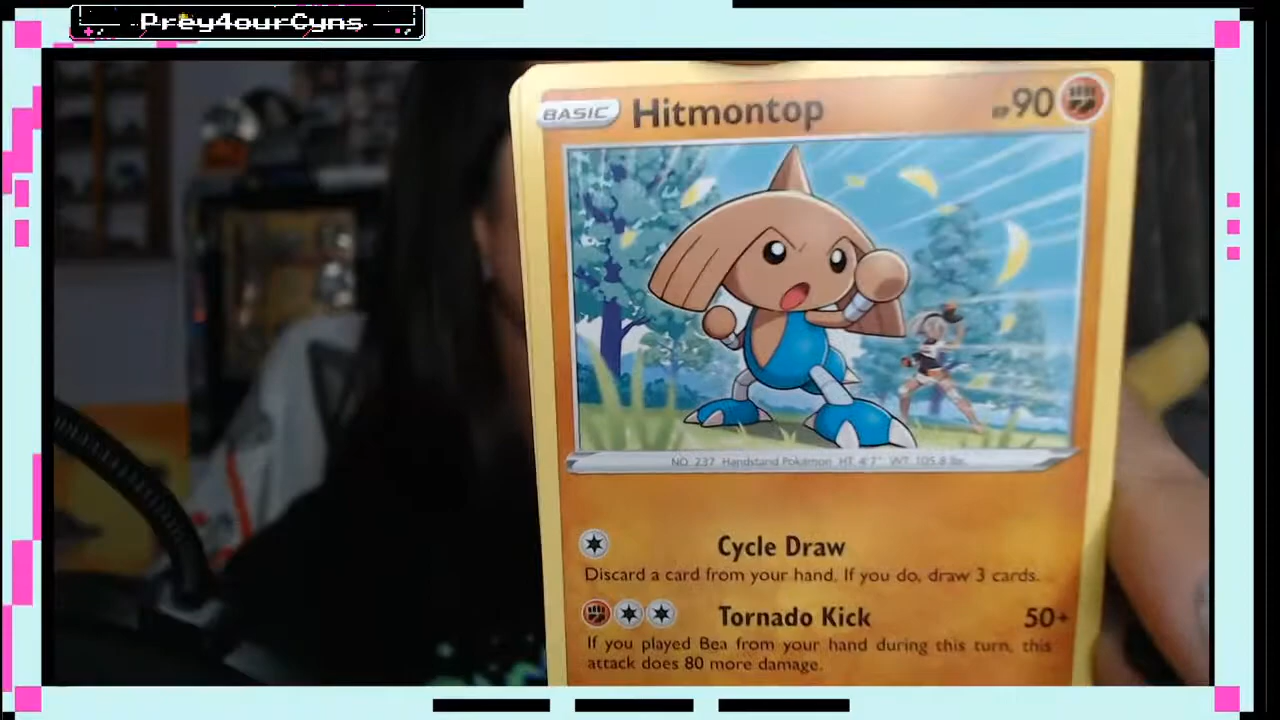 Prey4ourCyns
BASIC Hitmontop HP 90
NO. 237 Handstand Pokémon HT: 4'7" WT: 105.8 lbs.
Cycle Draw
Discard a card from your hand. If you do, draw 3 cards.
Tornado Kick 50+
If you played Bea from your hand during this turn, this
attack does 80 more damage.